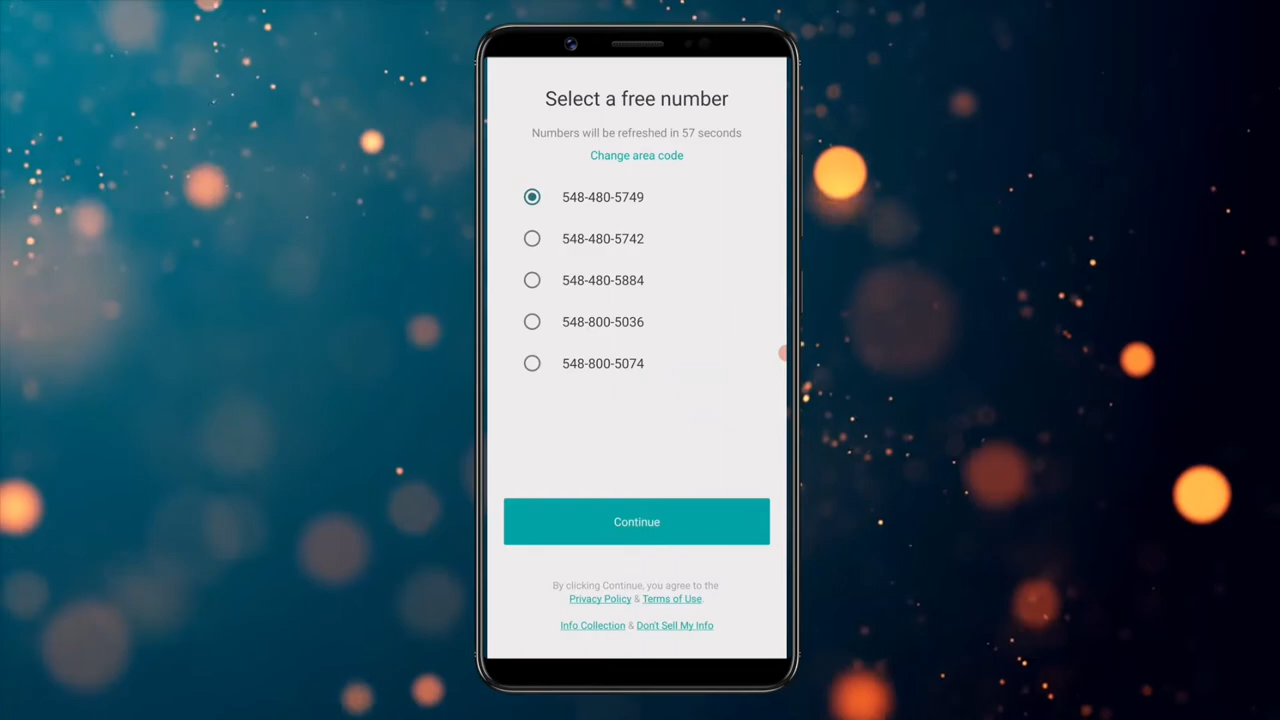 Select a free number
Numbers will be refreshed in 57 seconds
Change area code
548-480-5749
548-480-5742
548-480-5884
548-800-5036
548-800-5074
Continue
By clicking Continue, you agree to the
Privacy Policy & Terms of Use.
Info Collection & Don't Sell My Info